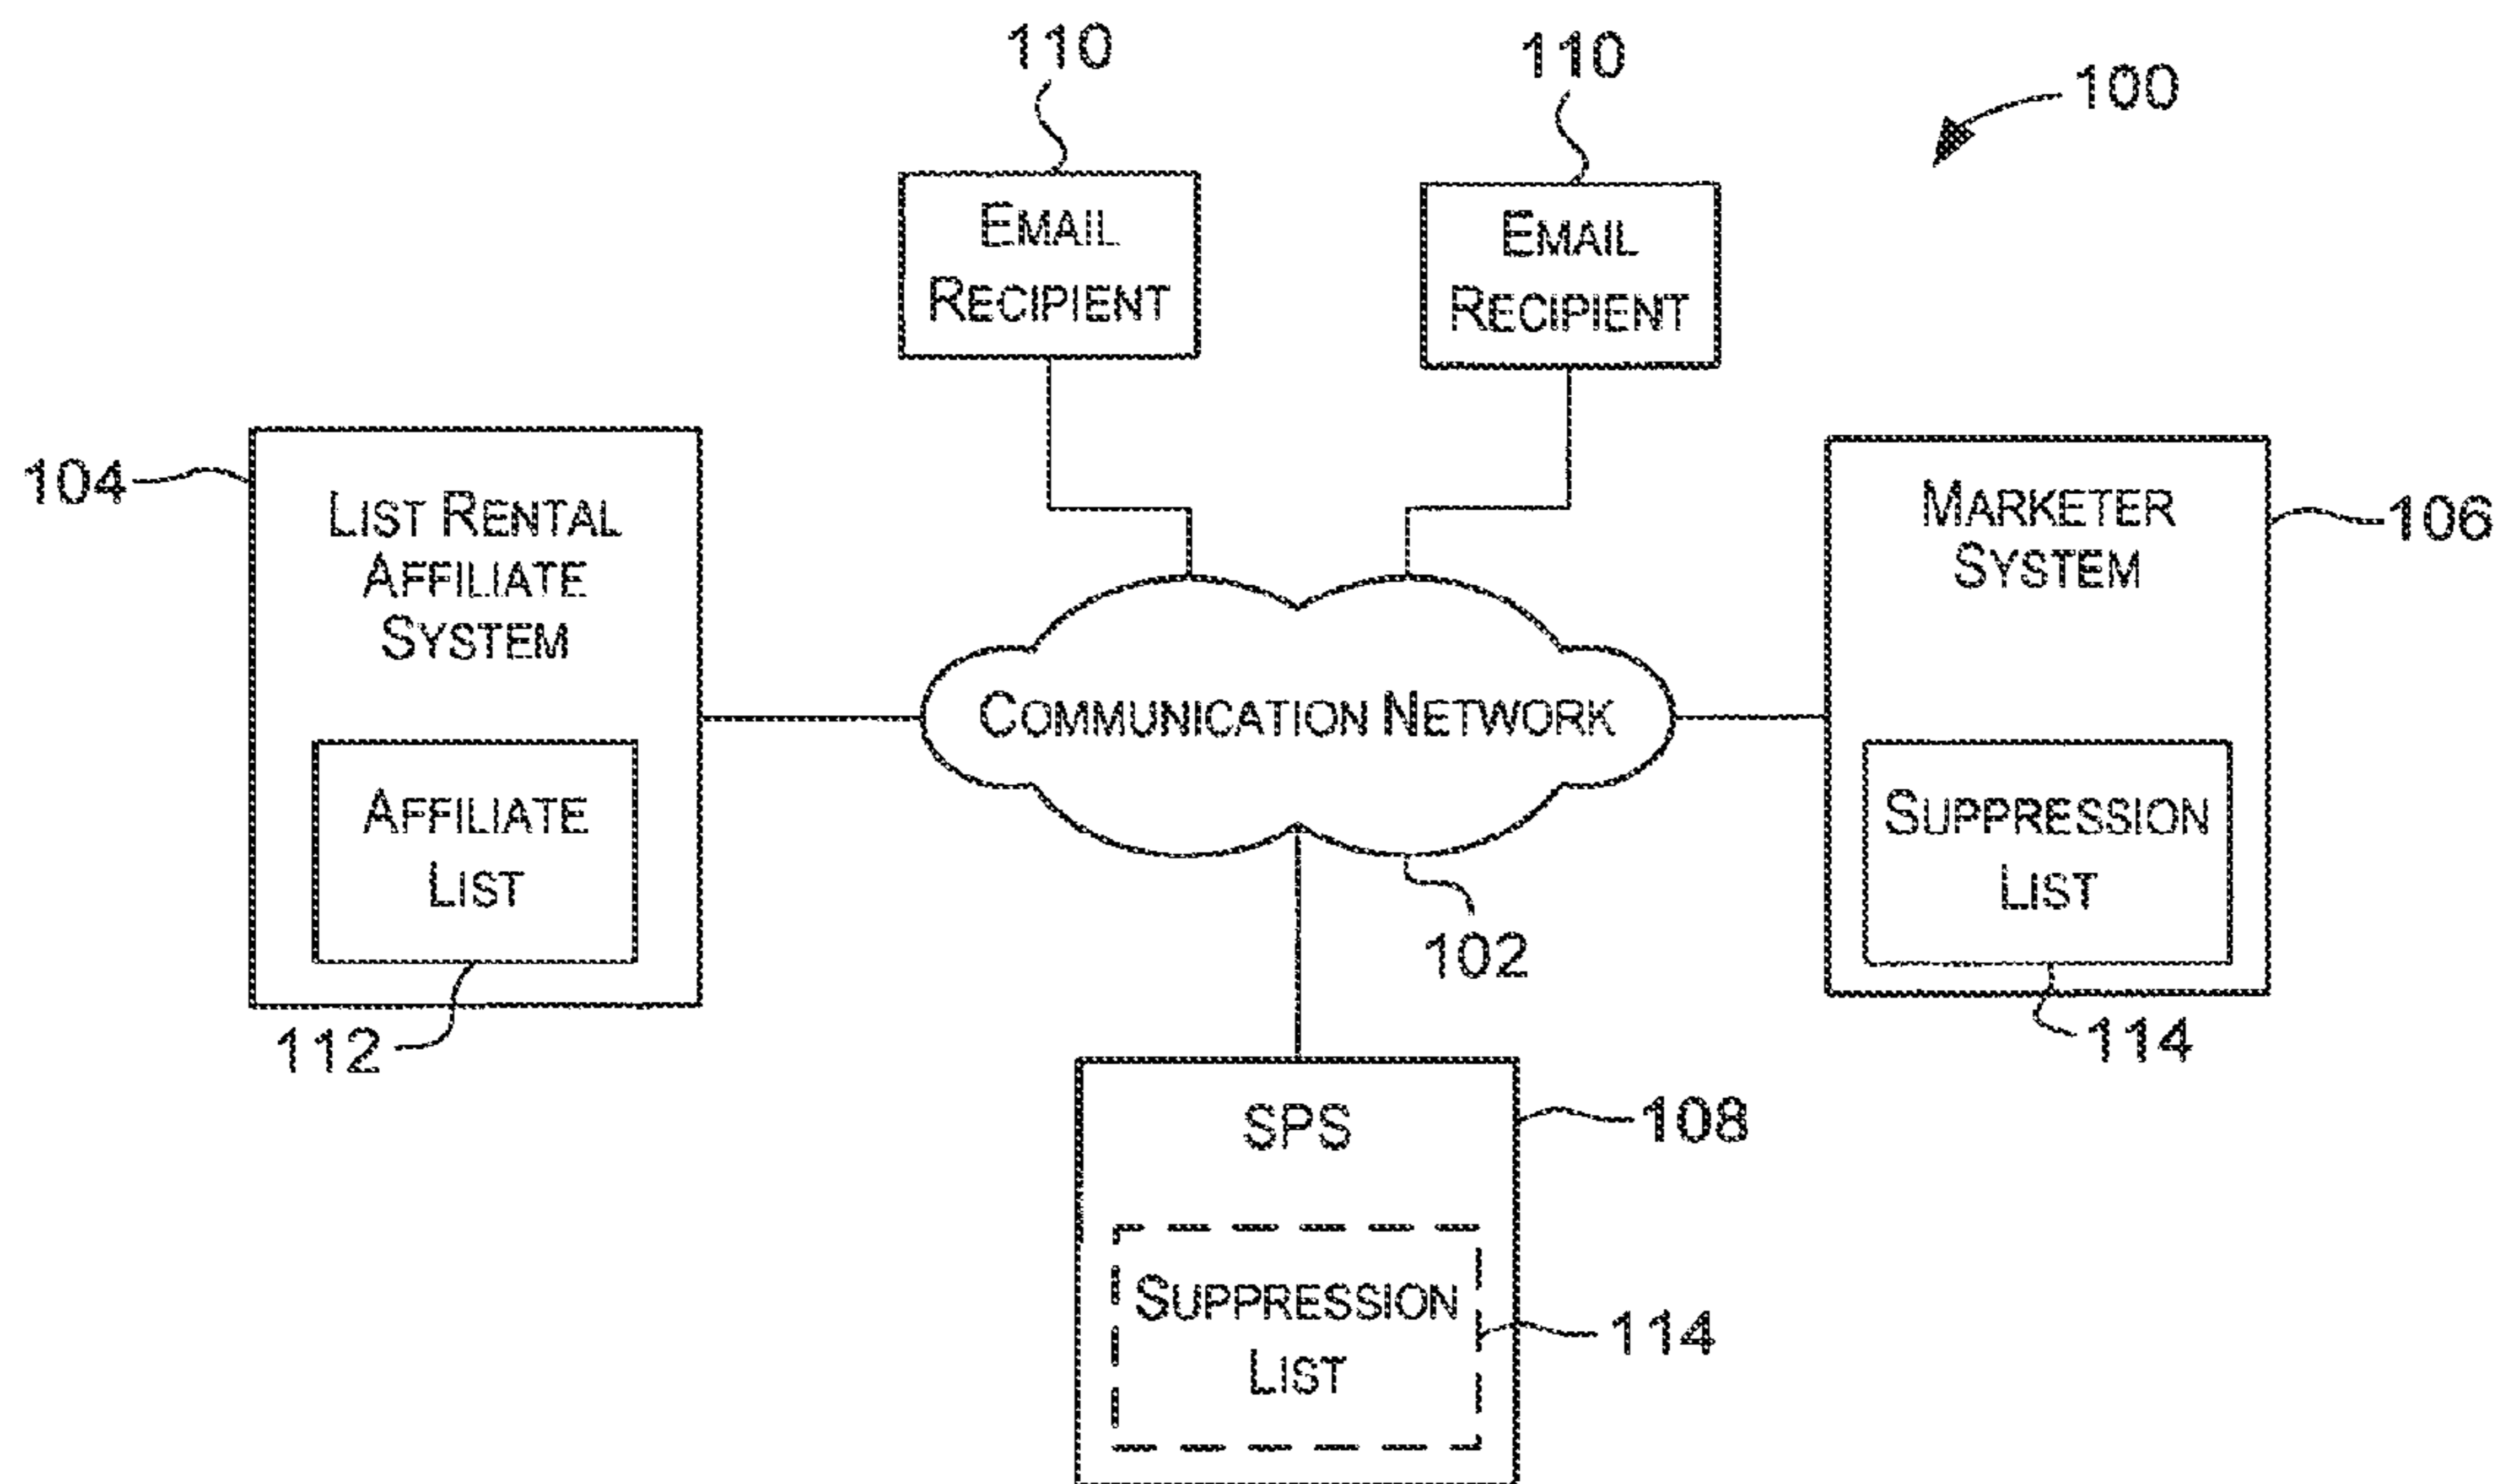 110
110
100
EMAIL
RECIPIENT
EMAIL
RECIPIENT
104
LIST RENTAL
AFFILIATE
SYSTEM
MARKETER
SYSTEM
106
COMMUNICATION NETWORK
AFFILIATE
LIST
SUPPRESSION
LIST
102
112
114
SPS
108
SUPPRESSION
LIST
114